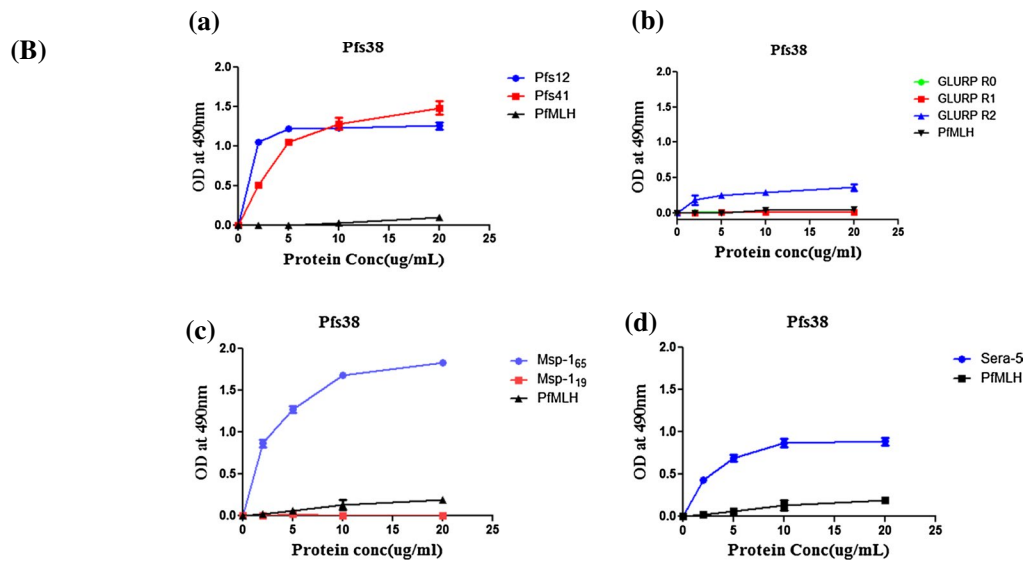 (B)
(a)
Pfs38
2.0
1.5
1.0
0.5
0.0
0 5 10 15 20 25
OD at 490nm
Protein Conc(ug/mL)
Pfs12
Pfs41
PfMLH
(b)
Pfs38
2.0
1.5
1.0
0.5
0.0
0 5 10 15 20 25
OD at 490nm
Protein conc(ug/ml)
GLURP R0
GLURP R1
GLURP R2
PfMLH
(c)
Pfs38
2.0
1.5
1.0
0.5
0.0
0 5 10 15 20 25
OD at 490nm
Protein conc(ug/ml)
Msp-1₆₅
Msp-1₁₉
PfMLH
(d)
Pfs38
2.0
1.5
1.0
0.5
0.0
0 5 10 15 20 25
OD at 490nm
Protein Conc(ug/mL)
Sera-5
PfMLH